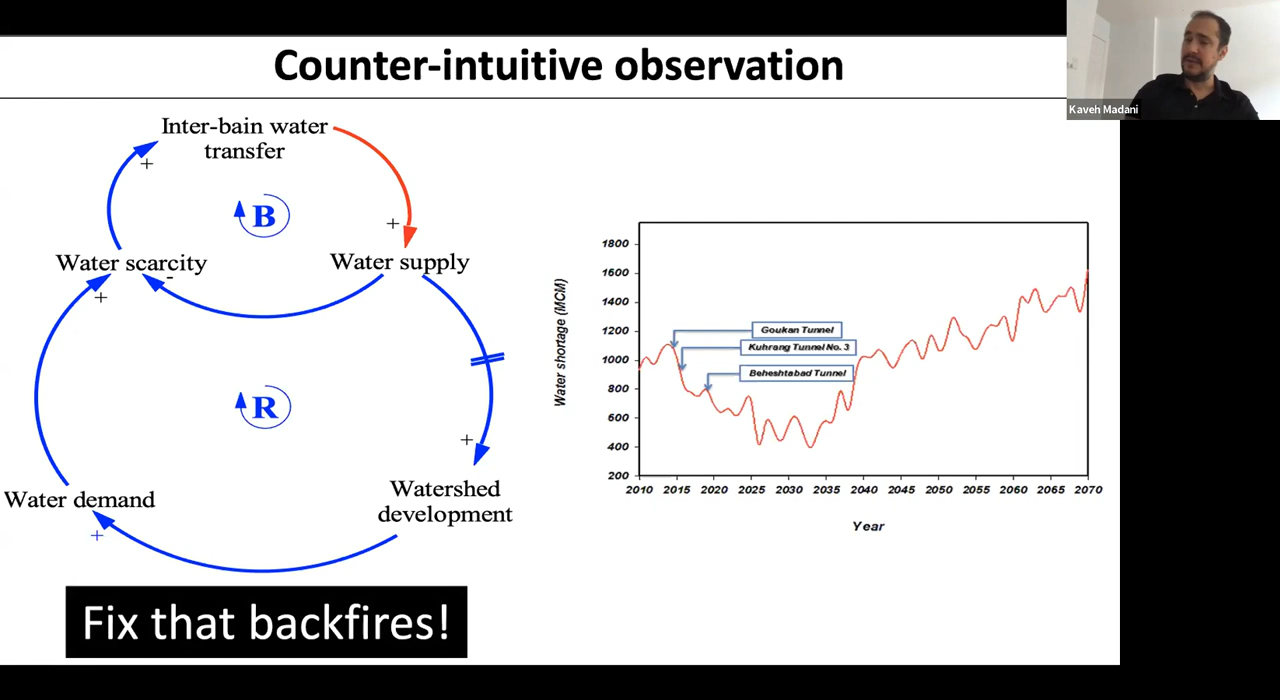 Counter-intuitive observation
Kaveh Madani
Inter-bain water
transfer
+
+
B
Water scarcity
-
Water supply
+
R
+
Water demand
+
Watershed
development
Fix that backfires!
Water shortage (MCM)
1800
1600
1400
1200
1000
800
600
400
200
Goukan Tunnel
Kuhrang Tunnel No. 3
Beheshtabad Tunnel
2010 2015 2020 2025 2030 2035 2040 2045 2050 2055 2060 2065 2070
Year